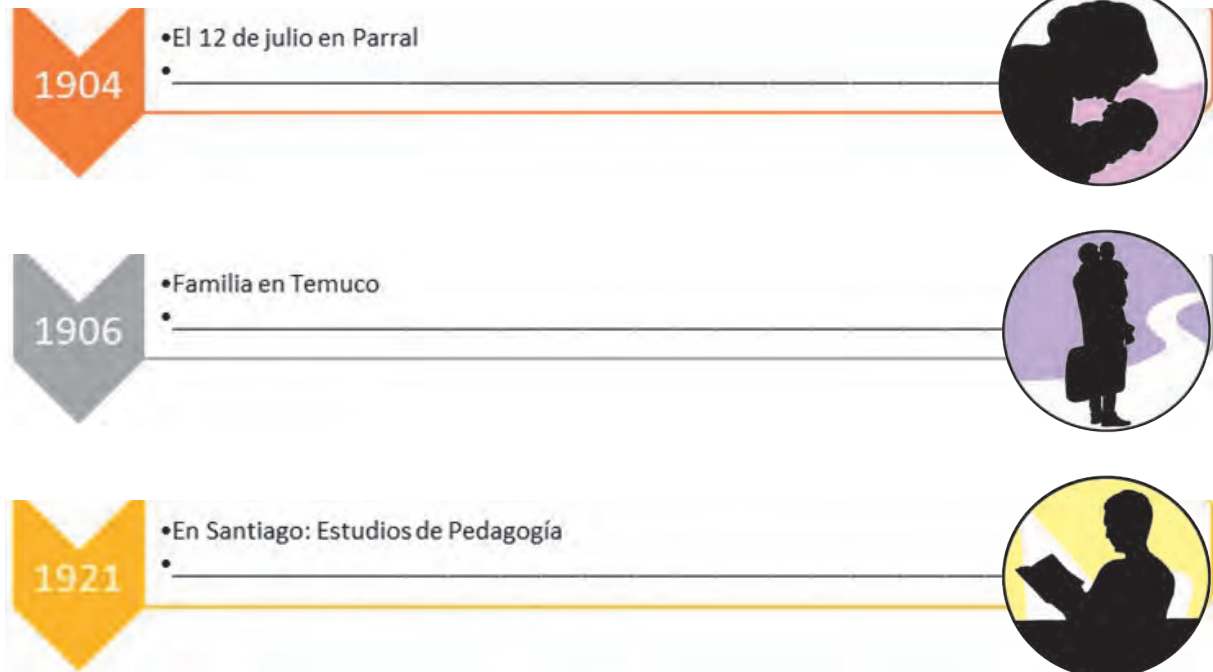 1904
•El 12 de julio en Parral
•
1906
•Familia en Temuco
•
1921
•En Santiago: Estudios de Pedagogía
•